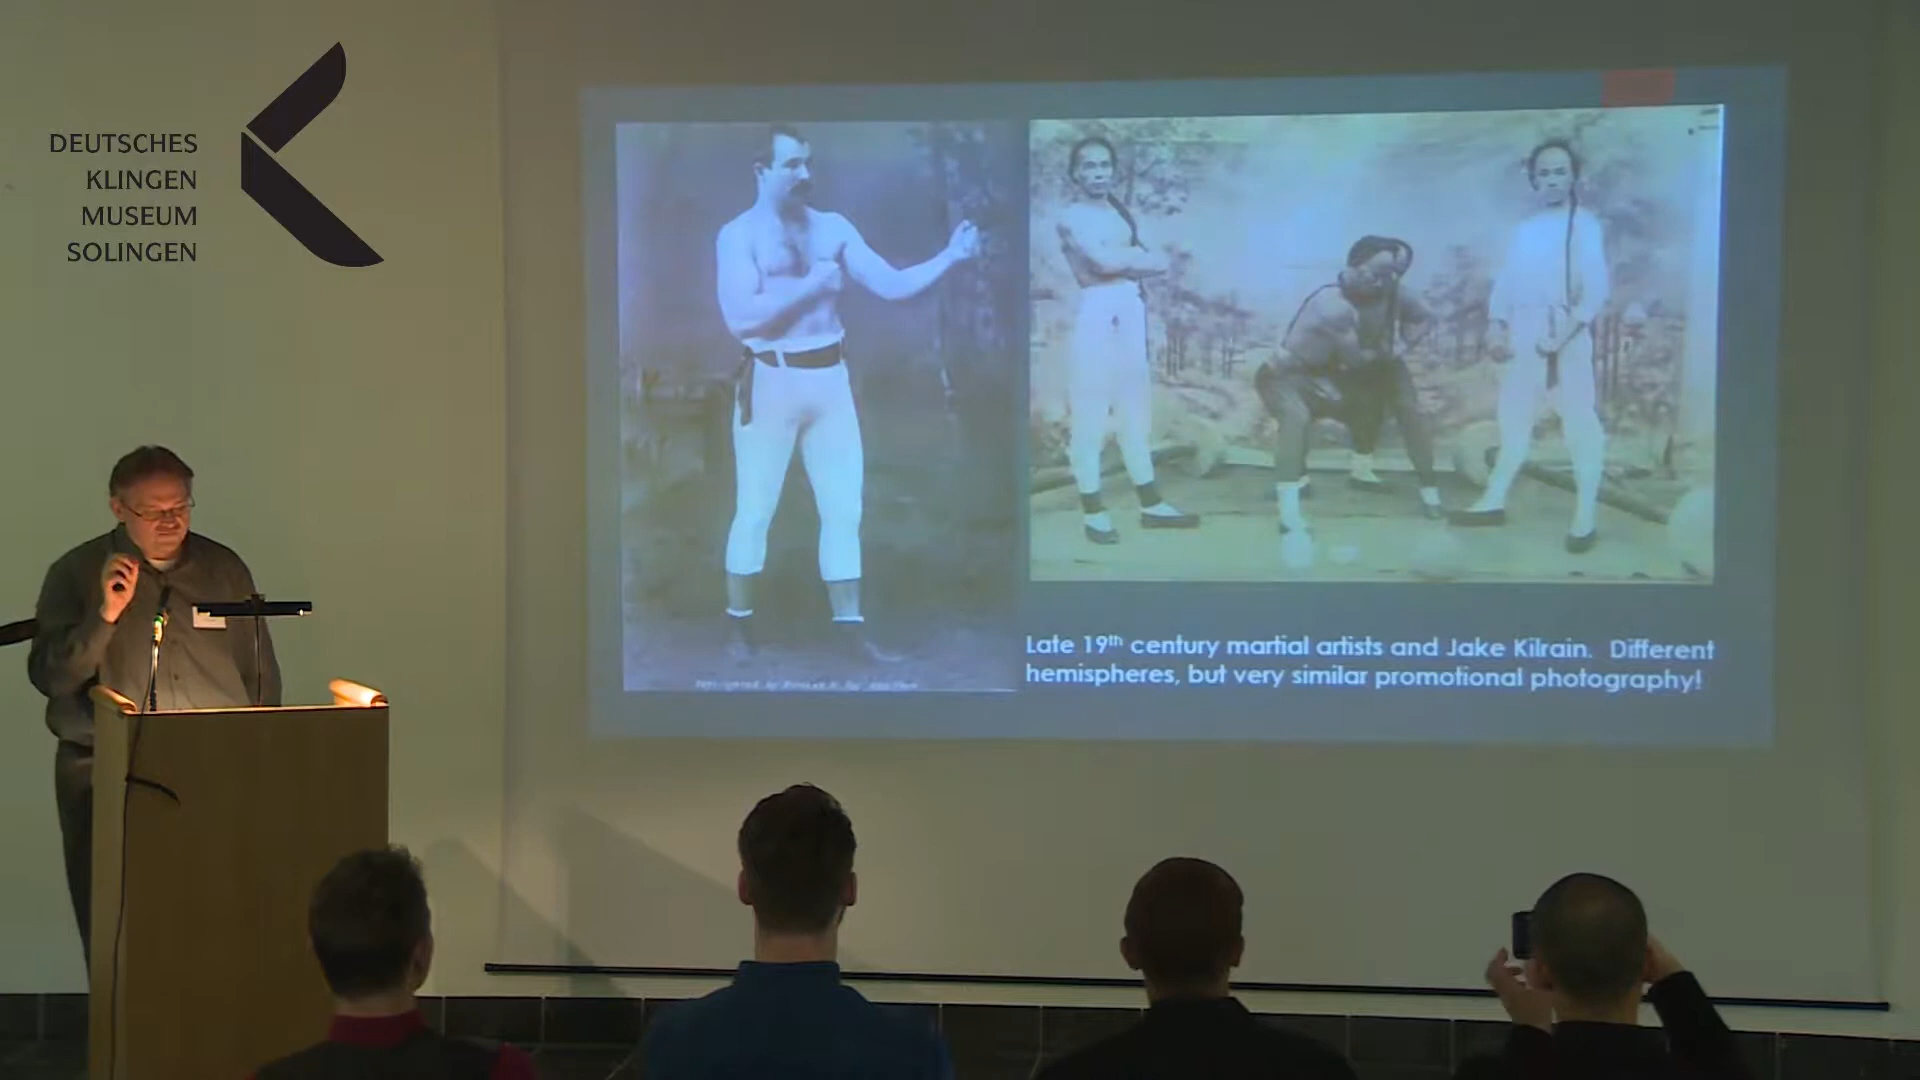 DEUTSCHES
KLINGEN
MUSEUM
SOLINGEN
Late 19th century martial artists and Jake Kilrain. Different
hemispheres, but very similar promotional photography!